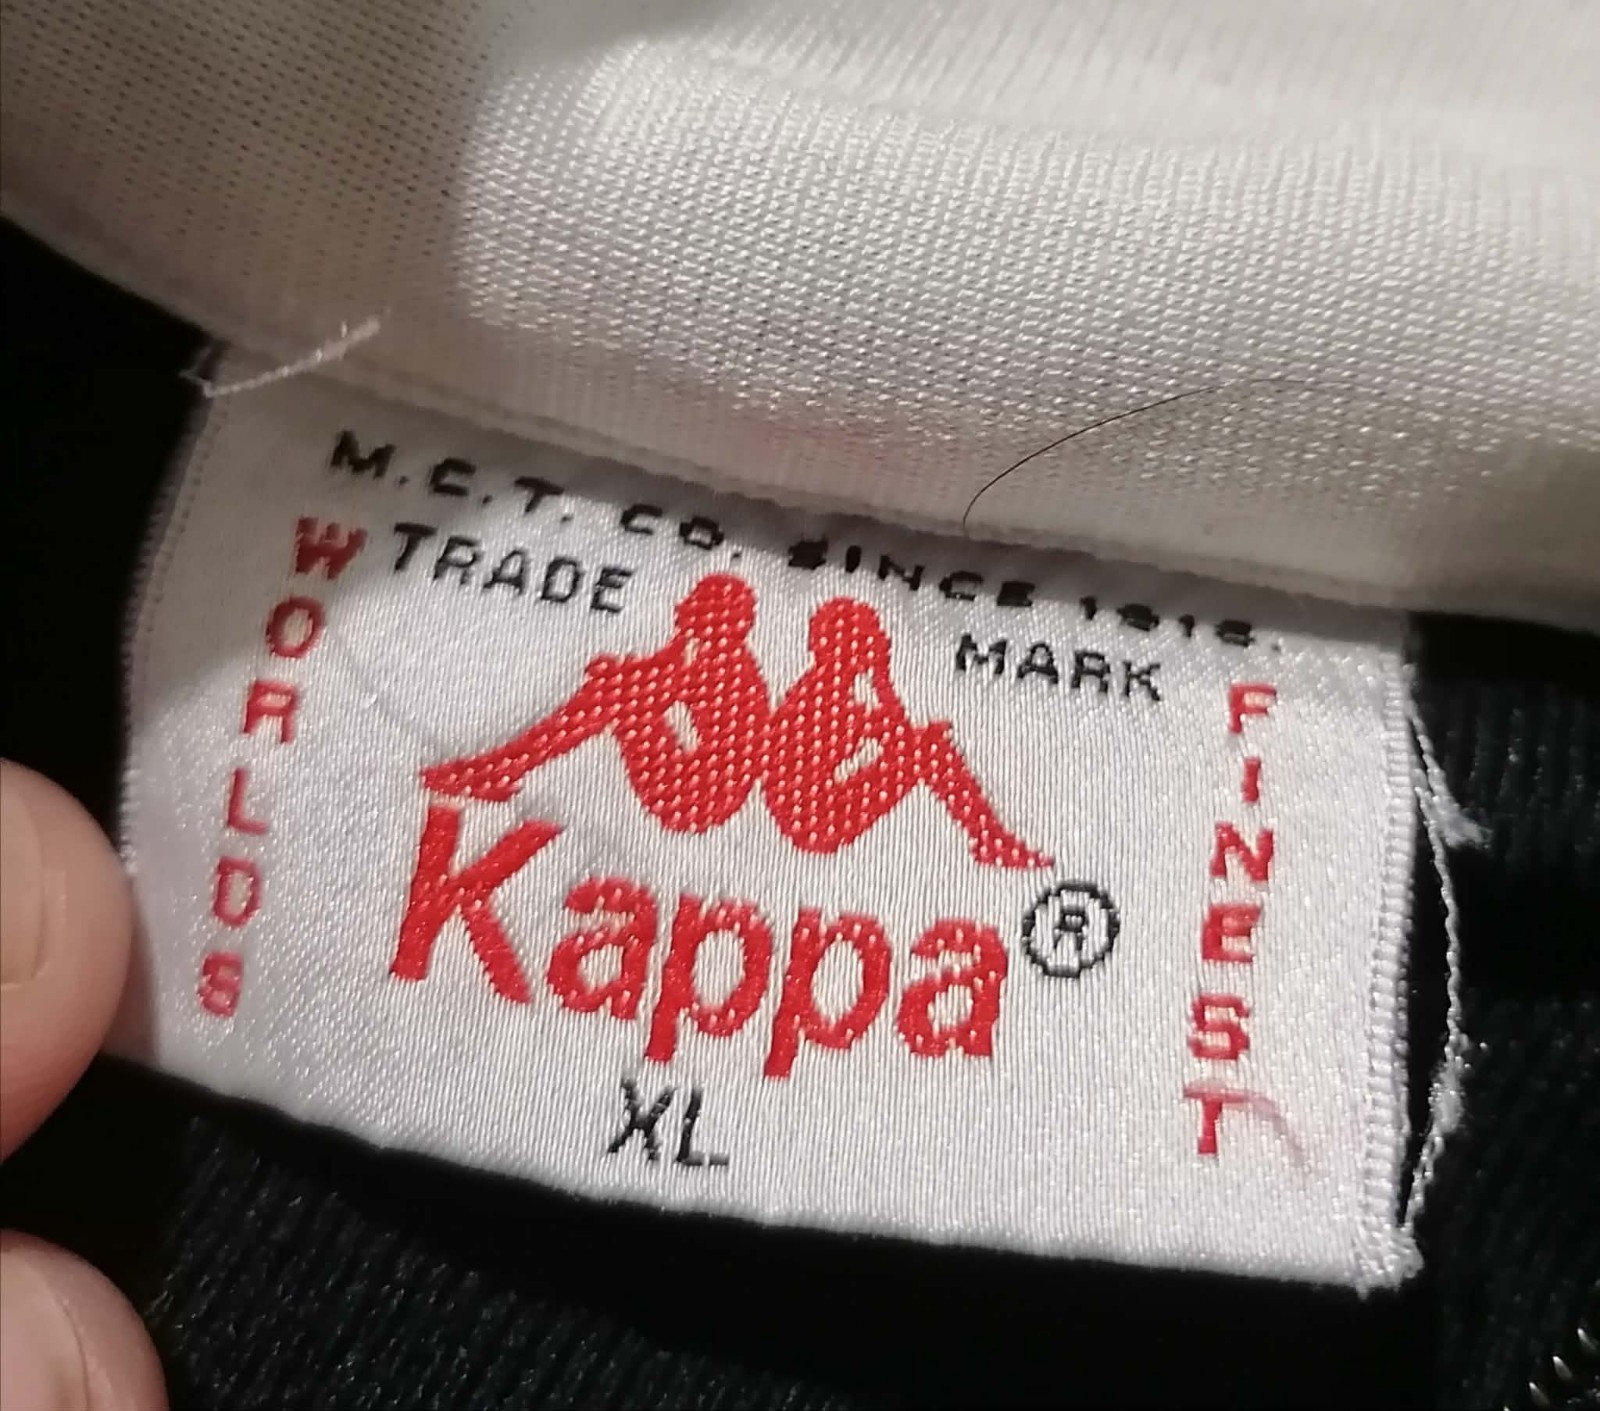 M.C.T. CO. SINCE 1916.
TRADE MARK
WORLDS
FINEST
Kappa®
XL